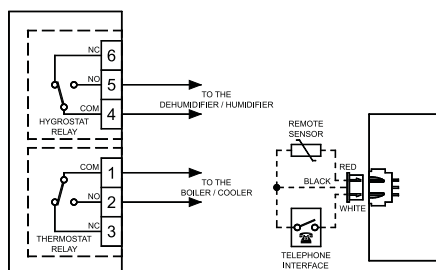 NC
6
NO
5
COM
4
HYGROSTAT
RELAY
TO THE
DEHUMIDIFIER / HUMIDIFIER
COM
1
NO
2
NC
3
THERMOSTAT
RELAY
TO THE
BOILER / COOLER
REMOTE
SENSOR
RED
BLACK
WHITE
TELEPHONE
INTERFACE